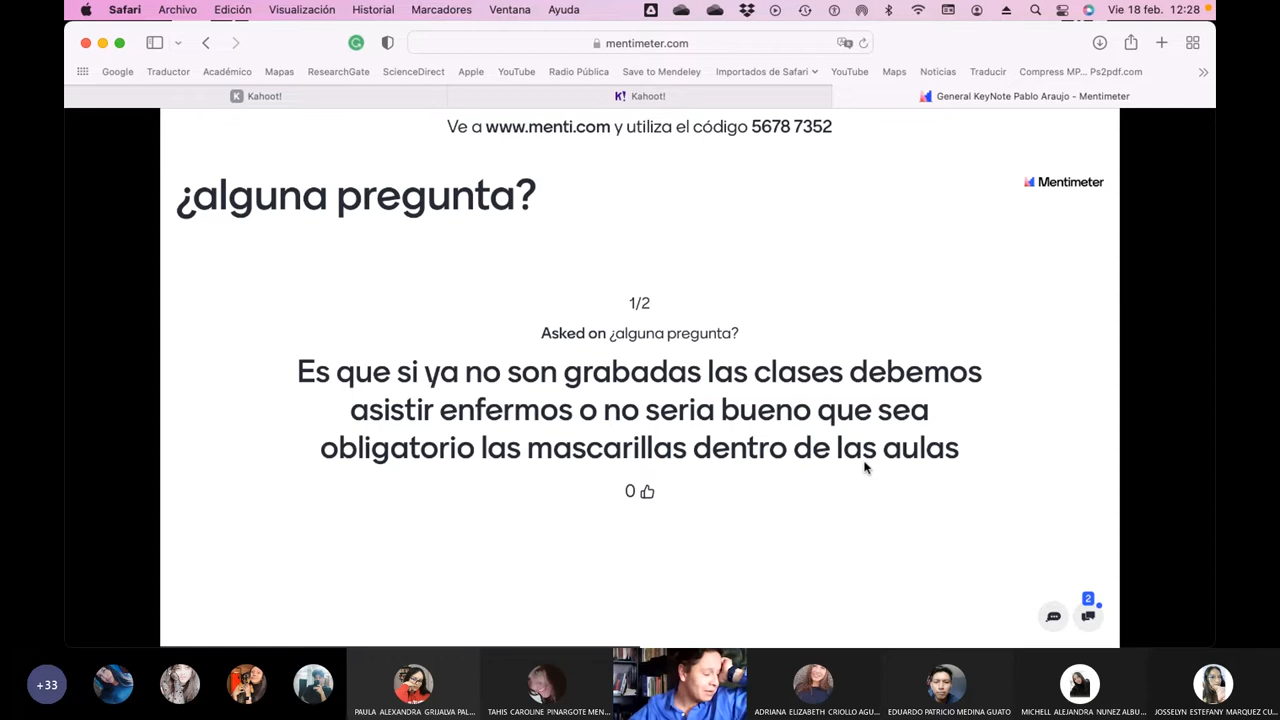 Safari Archivo Edición Visualización Historial Marcadores Ventana Ayuda Vie 18 feb. 12:28
mentimeter.com
Google Traductor Académico Mapas ResearchGate ScienceDirect Apple YouTube Radio Pública Save to Mendeley Importados de Safari YouTube Maps Noticias Traducir Compress MP... Ps2pdf.com
K Kahoot! K! Kahoot! General KeyNote Pablo Araujo - Mentimeter
Ve a www.menti.com y utiliza el código 5678 7352
¿alguna pregunta?
Mentimeter
1/2
Asked on ¿alguna pregunta?
Es que si ya no son grabadas las clases debemos
asistir enfermos o no seria bueno que sea
obligatorio las mascarillas dentro de las aulas
0
2
+33
PAULA ALEXANDRA GRIJALVA PAL... TAHIS CAROLINE PINARGOTE MEN... ADRIANA ELIZABETH CRIOLLO AGU... EDUARDO PATRICIO MEDINA GUATO MICHELL ALEJANDRA NUNEZ ALBU... JOSSELYN ESTEFANY MARQUEZ CU...